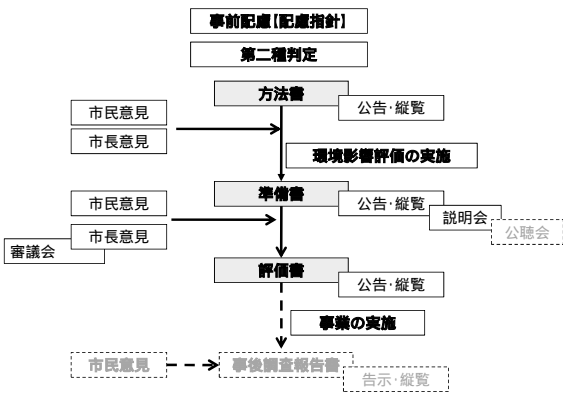 事前配慮【配慮指針】
第二種判定
方法書
公告・縦覧
市民意見
市長意見
環境影響評価の実施
準備書
公告・縦覧
説明会
公聴会
市民意見
市長意見
審議会
評価書
公告・縦覧
事業の実施
市民意見
事後調査報告書
告示・縦覧